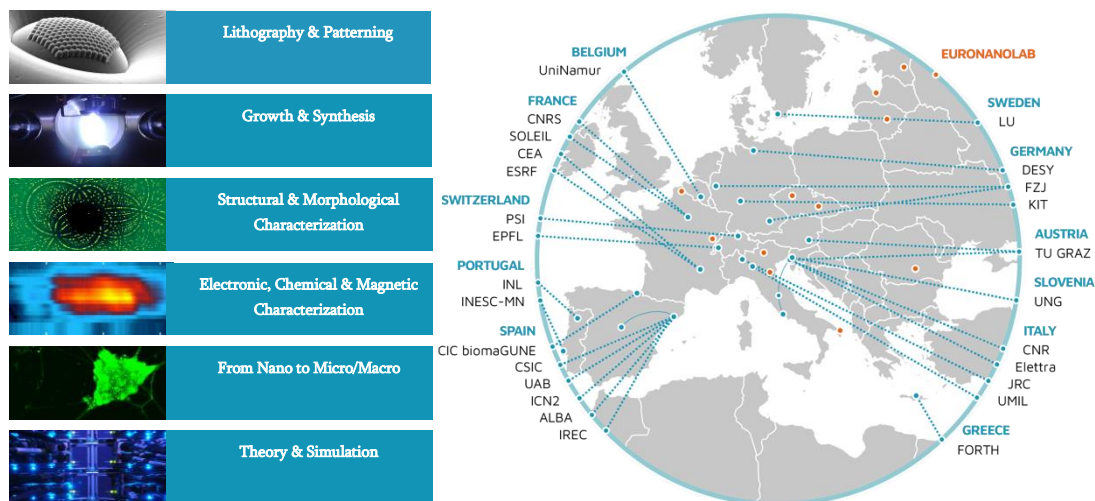 Lithography & Patterning
Growth & Synthesis
Structural & Morphological
Characterization
Electronic, Chemical & Magnetic
Characterization
From Nano to Micro/Macro
Theory & Simulation
BELGIUM
UniNamur
FRANCE
CNRS
SOLEIL
CEA
ESRF
SWITZERLAND
PSI
EPFL
PORTUGAL
INL
INESC-MN
SPAIN
CIC biomaGUNE
CSIC
UAB
ICN2
ALBA
IREC
EURONANOLAB
SWEDEN
LU
GERMANY
DESY
FZJ
KIT
AUSTRIA
TU GRAZ
SLOVENIA
UNG
ITALY
CNR
Elettra
JRC
UMIL
GREECE
FORTH